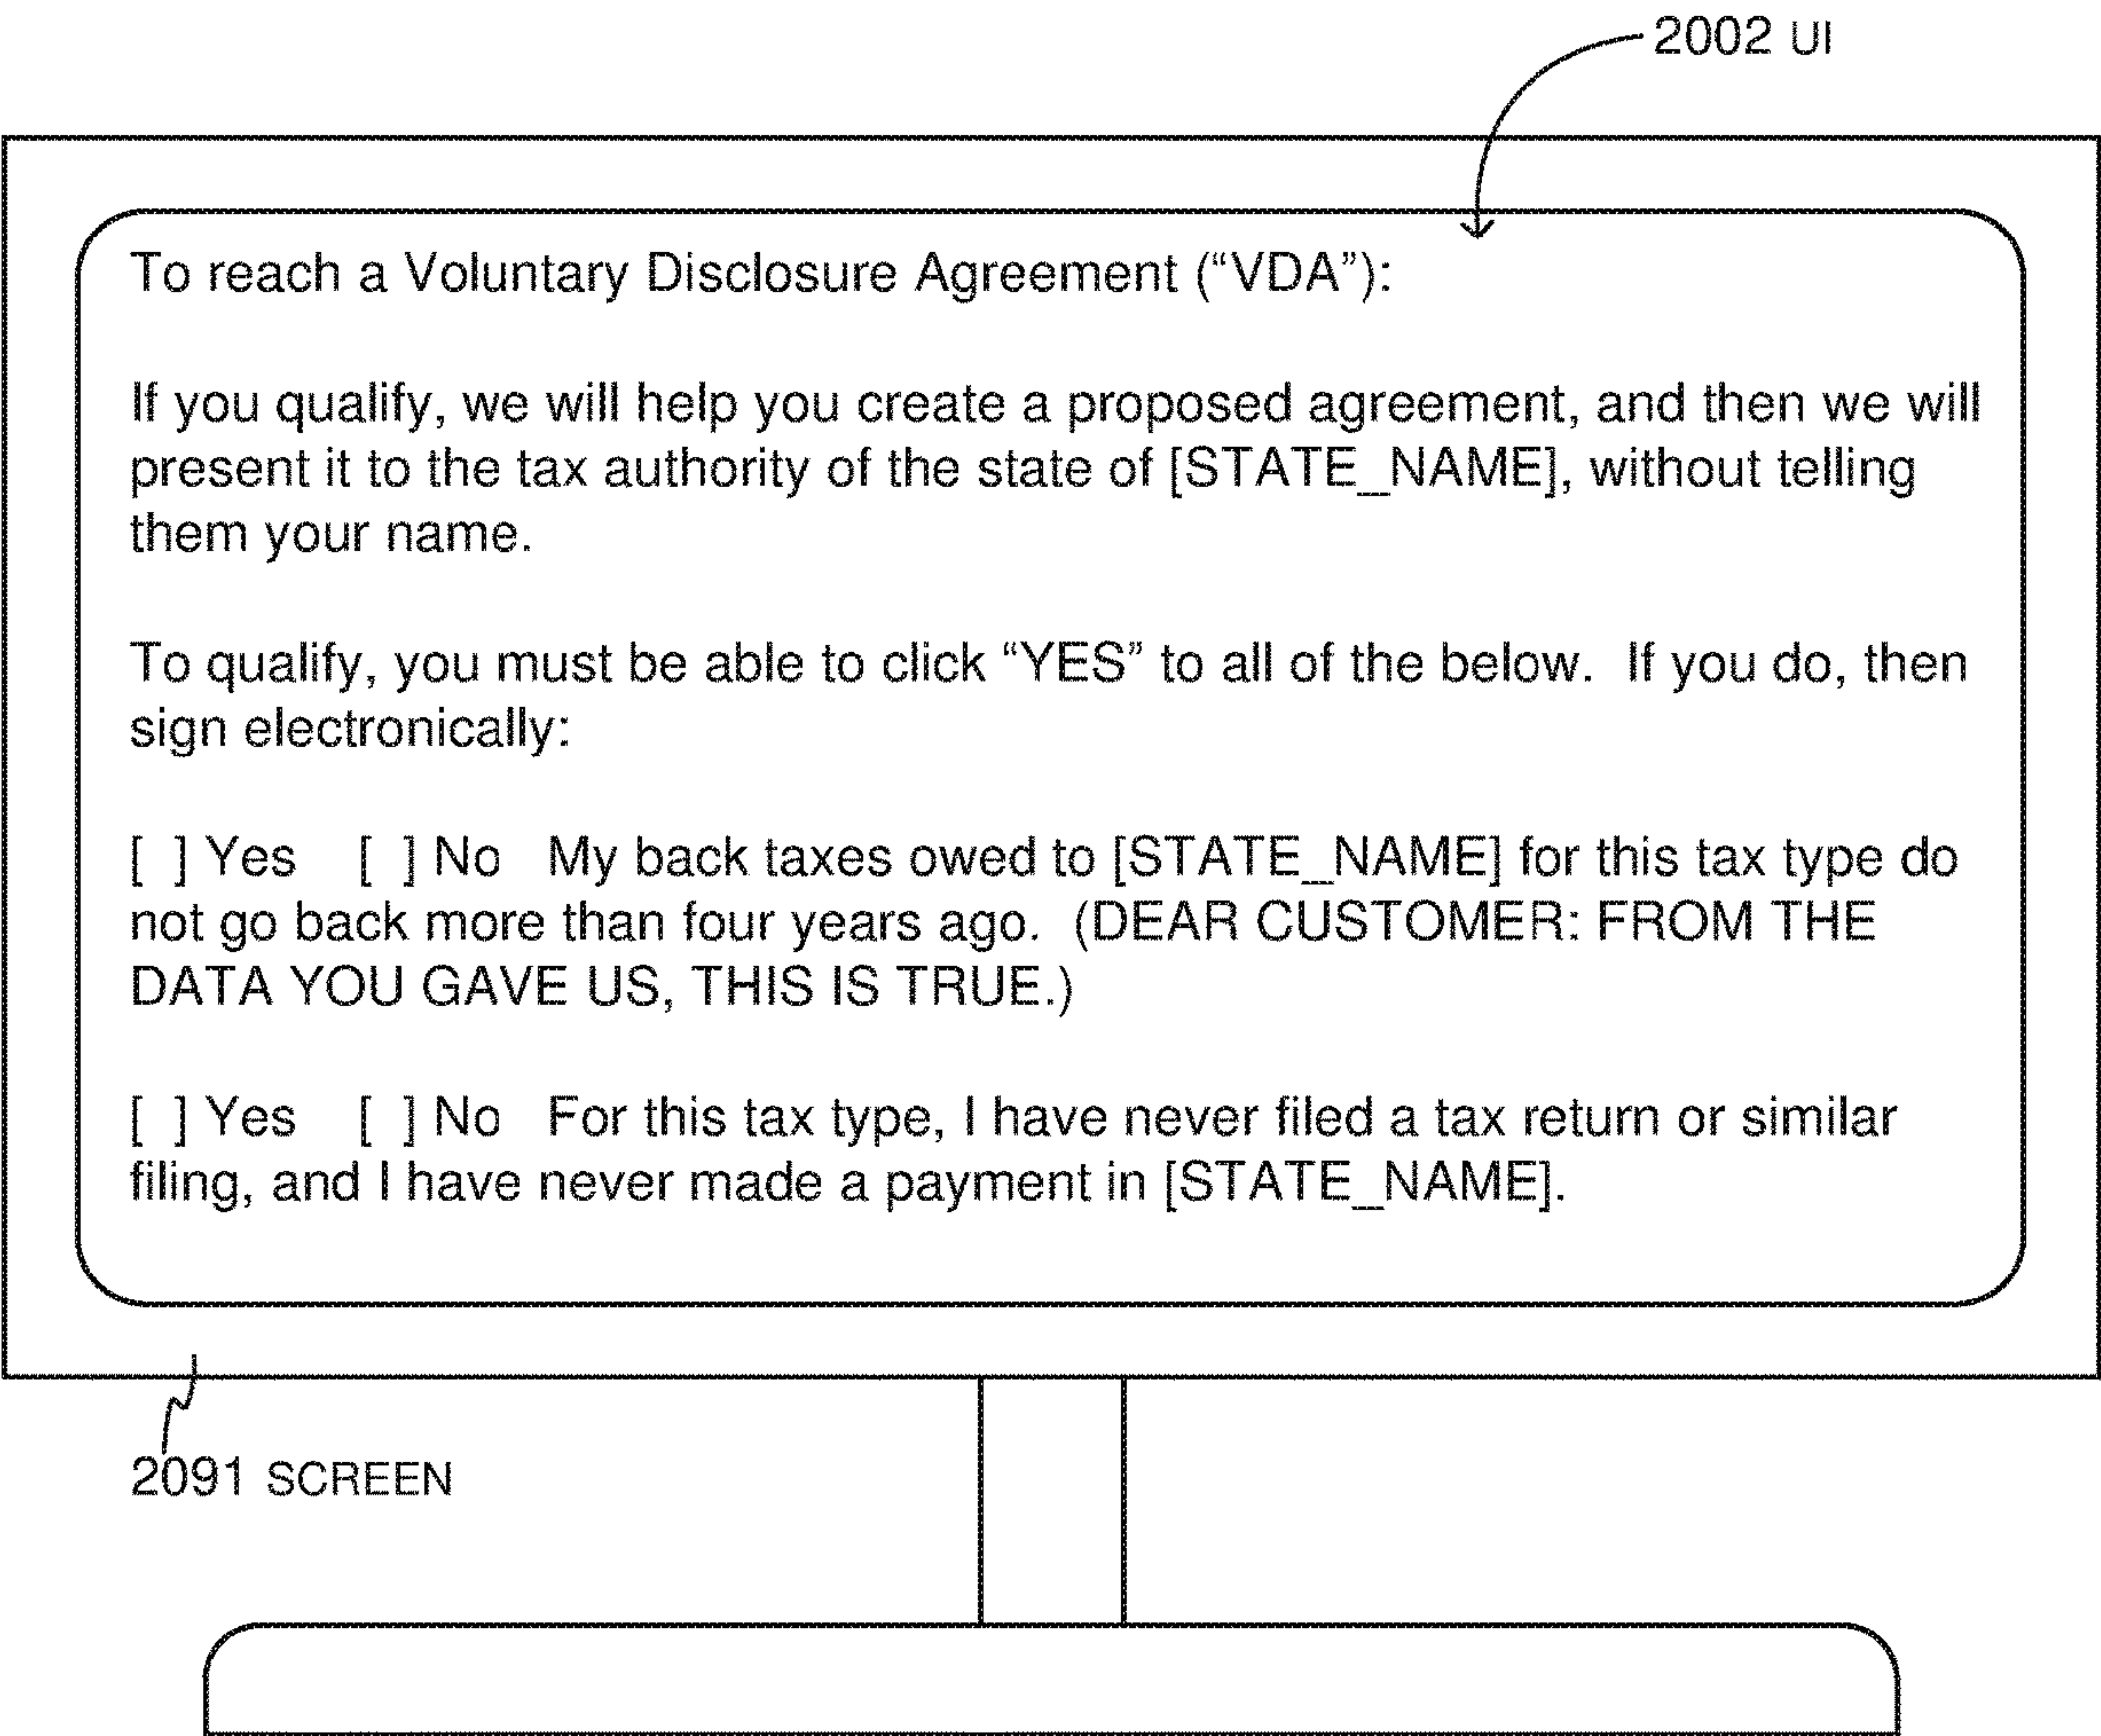 2002 UI
To reach a Voluntary Disclosure Agreement (“VDA”):
If you qualify, we will help you create a proposed agreement, and then we will
present it to the tax authority of the state of [STATE_NAME], without telling
them your name.
To qualify, you must be able to click “YES” to all of the below.  If you do, then
sign electronically:
[ ] Yes   [ ] No   My back taxes owed to [STATE_NAME] for this tax type do
not go back more than four years ago.  (DEAR CUSTOMER: FROM THE
DATA YOU GAVE US, THIS IS TRUE.)
[ ] Yes   [ ] No   For this tax type, I have never filed a tax return or similar
filing, and I have never made a payment in [STATE_NAME].
2091 SCREEN